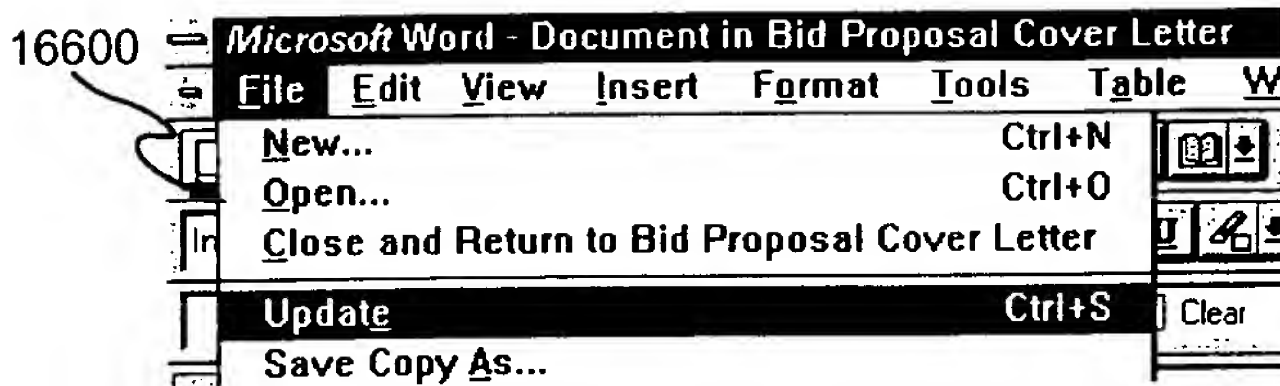 16600
Microsoft Word - Document in Bid Proposal Cover Letter
File Edit View Insert Format Tools Table W
New... Ctrl+N
Open... Ctrl+O
In
Close and Return to Bid Proposal Cover Letter
Update Ctrl+S
Clear
Save Copy As...